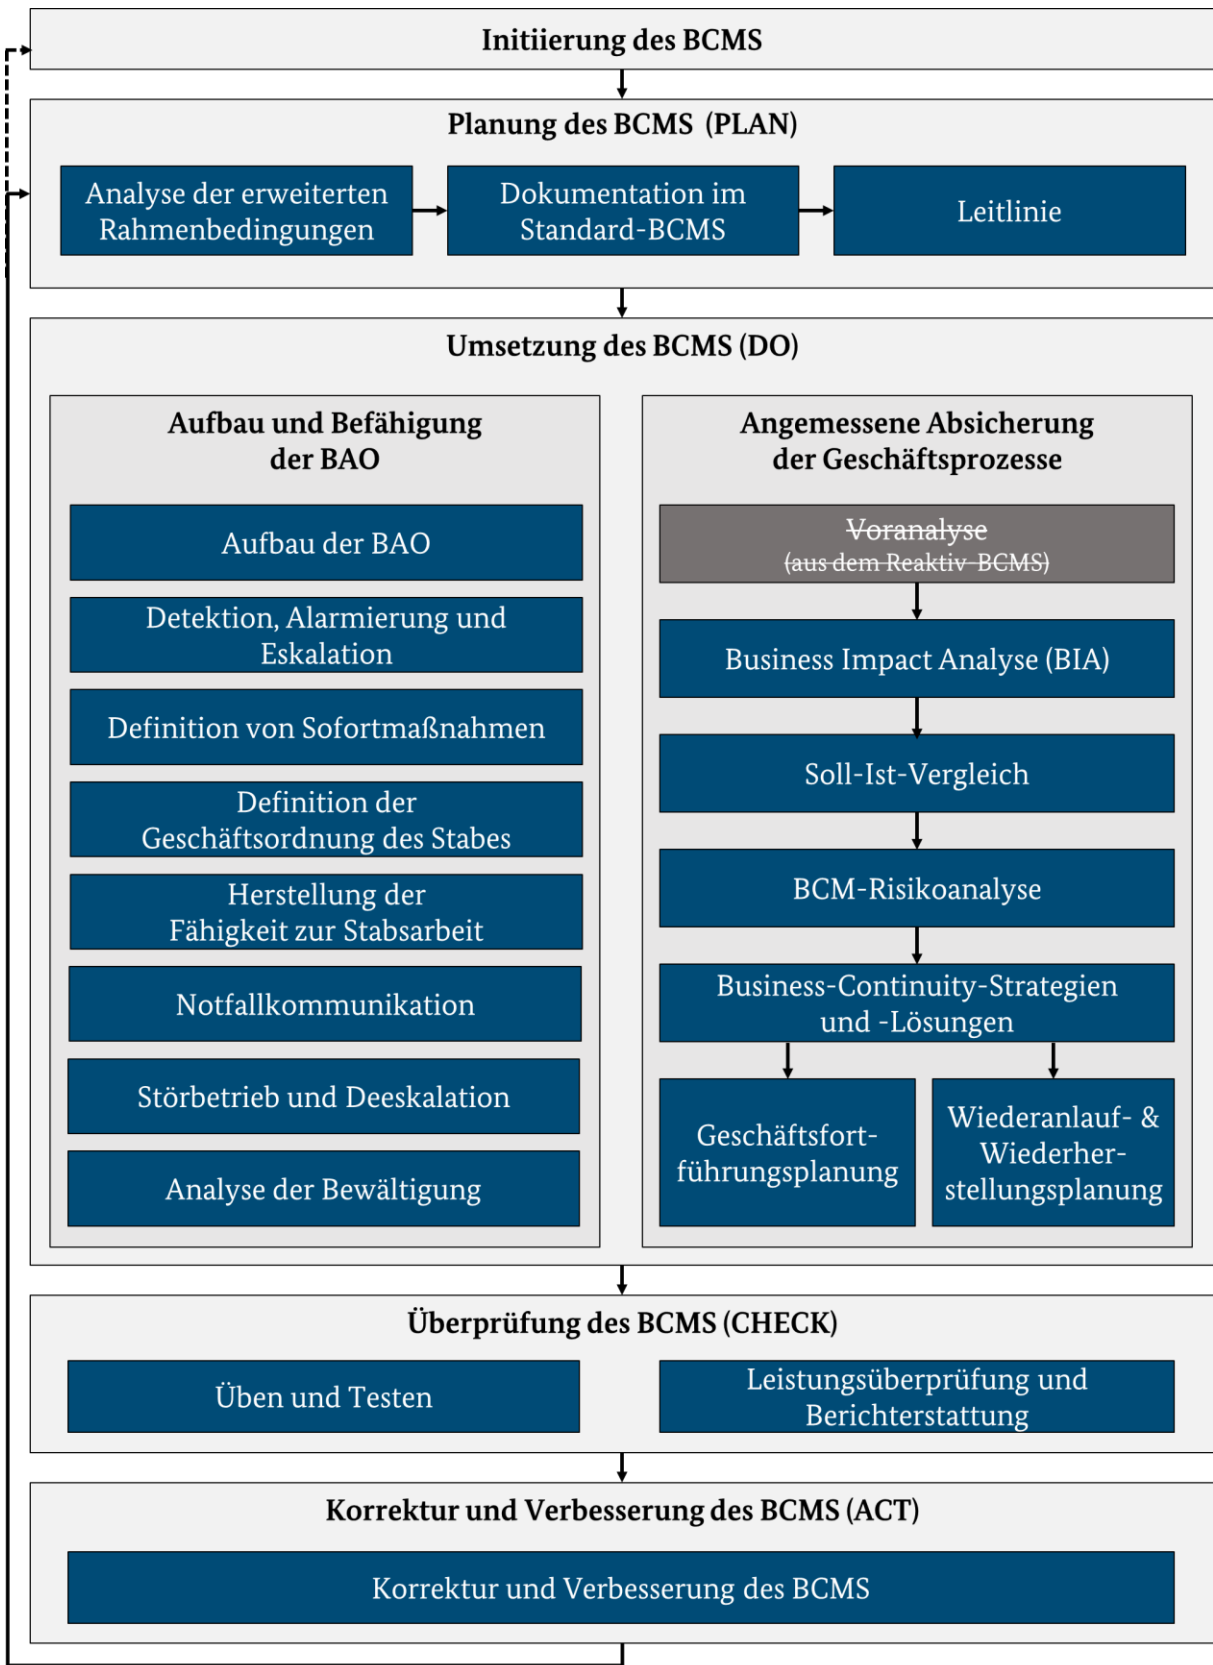 Initiierung des BCMS
Planung des BCMS (PLAN)
Analyse der erweiterten
Rahmenbedingungen
Dokumentation im
Standard-BCMS
Leitlinie
Umsetzung des BCMS (DO)
Aufbau und Befähigung
der BAO
Aufbau der BAO
Detektion, Alarmierung und
Eskalation
Definition von Sofortmaßnahmen
Definition der
Geschäftsordnung des Stabes
Herstellung der
Fähigkeit zur Stabsarbeit
Notfallkommunikation
Störbetrieb und Deeskalation
Analyse der Bewältigung
Angemessene Absicherung
der Geschäftsprozesse
Voranalyse
(aus dem Reaktiv-BCMS)
Business Impact Analyse (BIA)
Soll-Ist-Vergleich
BCM-Risikoanalyse
Business-Continuity-Strategien
und -Lösungen
Geschäftsfort-
führungsplanung
Wiederanlauf- &
Wiederher-
stellungsplanung
Überprüfung des BCMS (CHECK)
Üben und Testen
Leistungsüberprüfung und
Berichterstattung
Korrektur und Verbesserung des BCMS (ACT)
Korrektur und Verbesserung des BCMS